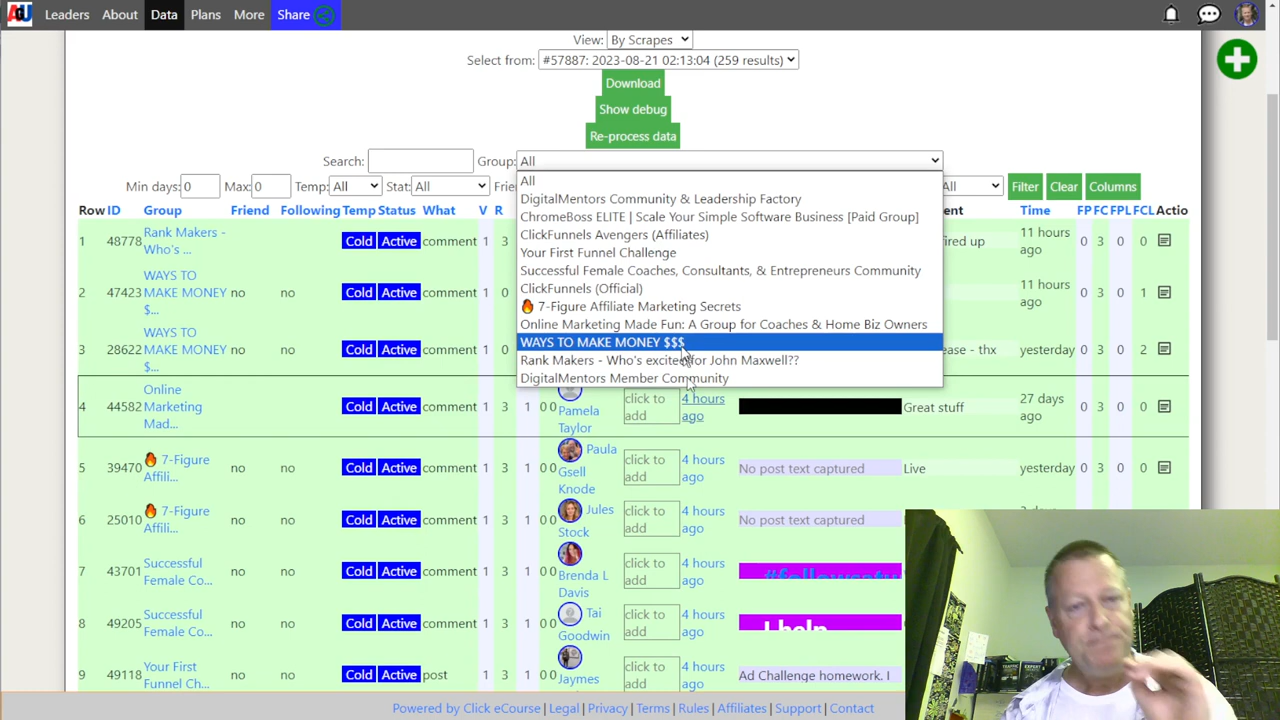 AiU Leaders About Data Plans More Share
View: By Scrapes
Select from: #57887: 2023-08-21 02:13:04 (259 results)
Download
Show debug
Re-process data
Search: Group: All
All
DigitalMentors Community & Leadership Factory
ChromeBoss ELITE | Scale Your Simple Software Business [Paid Group]
ClickFunnels Avengers (Affiliates)
Your First Funnel Challenge
Successful Female Coaches, Consultants, & Entrepreneurs Community
ClickFunnels (Official)
🔥 7-Figure Affiliate Marketing Secrets
Online Marketing Made Fun: A Group for Coaches & Home Biz Owners
WAYS TO MAKE MONEY $$$
Rank Makers - Who's excited for John Maxwell??
DigitalMentors Member Community
Min days: 0 Max: 0 Temp: All Stat: All Frie All Filter Clear Columns
Row ID Group Friend Following Temp Status What V R ent Time FP FC FPL FCL Actio
1 48778 Rank Makers - Who's ... Cold Active comment 1 3 ired up 11 hours ago 0 3 0 0
2 47423 WAYS TO MAKE MONEY $... no no Cold Active comment 1 0 11 hours ago 0 3 0 1
3 28622 WAYS TO MAKE MONEY $... no no Cold Active comment 1 0 ease - thx yesterday 0 3 0 2
4 44582 Online Marketing Mad... Cold Active comment 1 3 1 0 0 Pamela Taylor click to add 4 hours ago Great stuff 27 days ago 0 3 0 0
5 39470 🔥 7-Figure Affili... no no Cold Active comment 1 3 1 0 0 Paula Gsell Knode click to add 4 hours ago No post text captured Live yesterday 0 3 0 0
6 25010 🔥 7-Figure Affili... no no Cold Active comment 1 3 1 0 0 Jules Stock click to add 4 hours ago No post text captured
7 43701 Successful Female Co... no no Cold Active comment 1 3 1 0 0 Brenda L Davis click to add 4 hours ago
8 49205 Successful Female Co... no no Cold Active comment 1 3 1 0 0 Tai Goodwin click to add 4 hours ago I help
9 49118 Your First Funnel Ch... no no Cold Active post 1 3 1 0 0 Jaymes click to add 4 hours ago Ad Challenge homework. I
Powered by Click eCourse | Legal | Privacy | Terms | Rules | Affiliates | Support | Contact